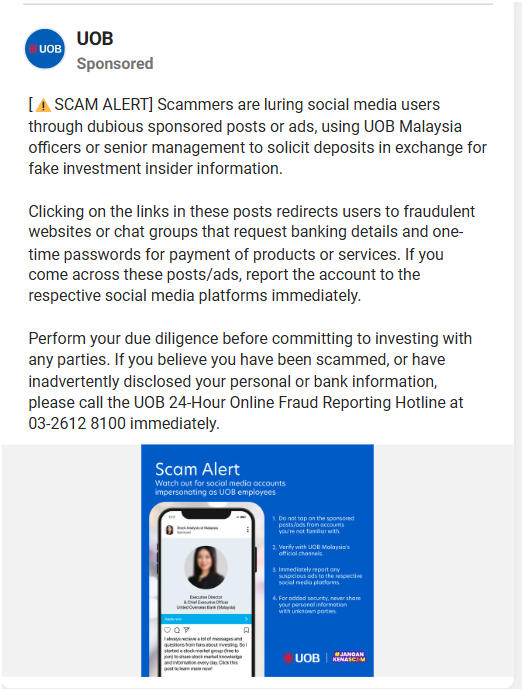 UOB
UOB
Sponsored
[⚠️SCAM ALERT] Scammers are luring social media users
through dubious sponsored posts or ads, using UOB Malaysia
officers or senior management to solicit deposits in exchange for
fake investment insider information.
Clicking on the links in these posts redirects users to fraudulent
websites or chat groups that request banking details and one-
time passwords for payment of products or services. If you
come across these posts/ads, report the account to the
respective social media platforms immediately.
Perform your due diligence before committing to investing with
any parties. If you believe you have been scammed, or have
inadvertently disclosed your personal or bank information,
please call the UOB 24-Hour Online Fraud Reporting Hotline at
03-2612 8100 immediately.
Scam Alert
Watch out for social media accounts
impersonating as UOB employees
Stock Analysis of Malaysia
Sponsored
Executive Director
& Chief Executive Officer
United Overseas Bank (Malaysia)
I always recieve a lot of messages and
questions from fans about investing. So I
started a stock market group (free to
join) to share stock market knowledge
and information every day. Click this
post to learn more now!
1. Do not tap on the sponsored
posts/ads from accounts
you're not familiar with.
2. Verify with UOB Malaysia's
official channels.
3. Immediately report any
suspicious ads to the respective
social media platforms.
4. For added security, never share
your personal information
with unknown parties.
UOB
#JANGAN
KENASCAM